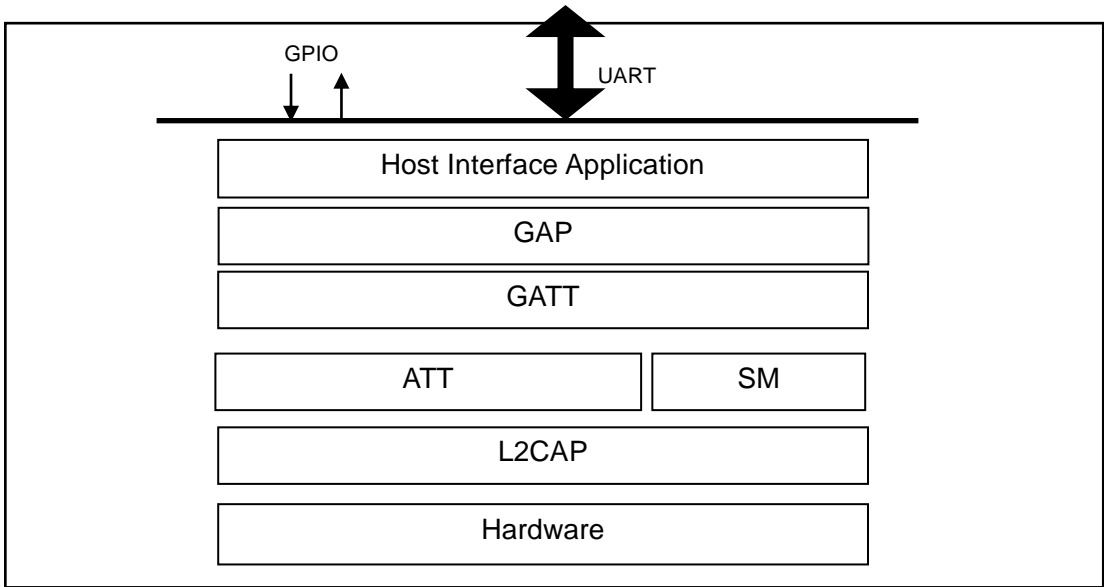 GPIO
UART
Host Interface Application
GAP
GATT
ATT
SM
L2CAP
Hardware